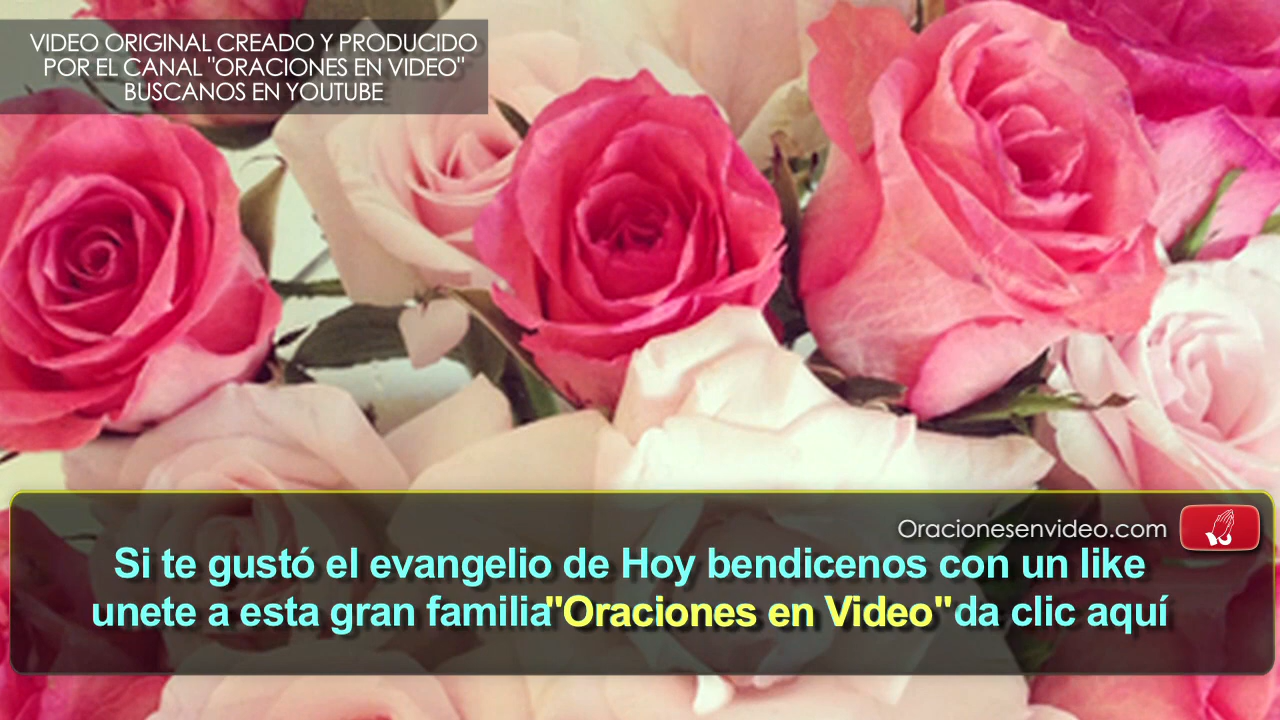 VIDEO ORIGINAL CREADO Y PRODUCIDO
POR EL CANAL "ORACIONES EN VIDEO"
BUSCANOS EN YOUTUBE
Oracionesenvideo.com
Si te gustó el evangelio de Hoy bendicenos con un like
unete a esta gran familia"Oraciones en Video"da clic aquí